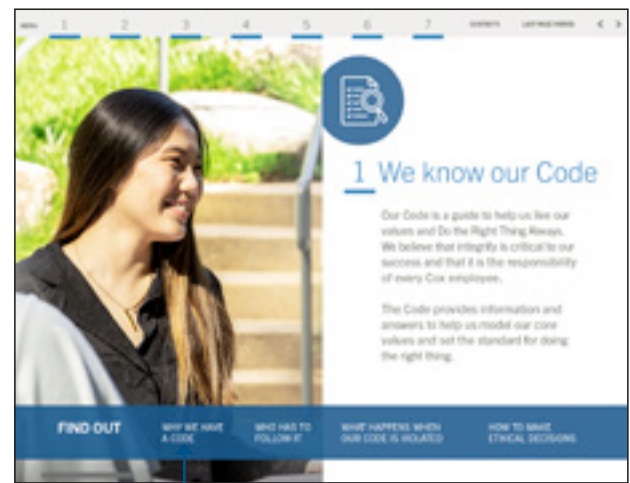 MENU 1 2 3 4 5 6 7 CONTACTS LAST PAGE VIEWED < >
1 We know our Code
Our Code is a guide to help us live our
values and Do the Right Thing Always.
We believe that integrity is critical to our
success and that it is the responsibility
of every Cox employee.
The Code provides information and
answers to help us model our core
values and set the standard for doing
the right thing.
FIND OUT
WHY WE HAVE
A CODE
WHO HAS TO
FOLLOW IT
WHAT HAPPENS WHEN
OUR CODE IS VIOLATED
HOW TO MAKE
ETHICAL DECISIONS